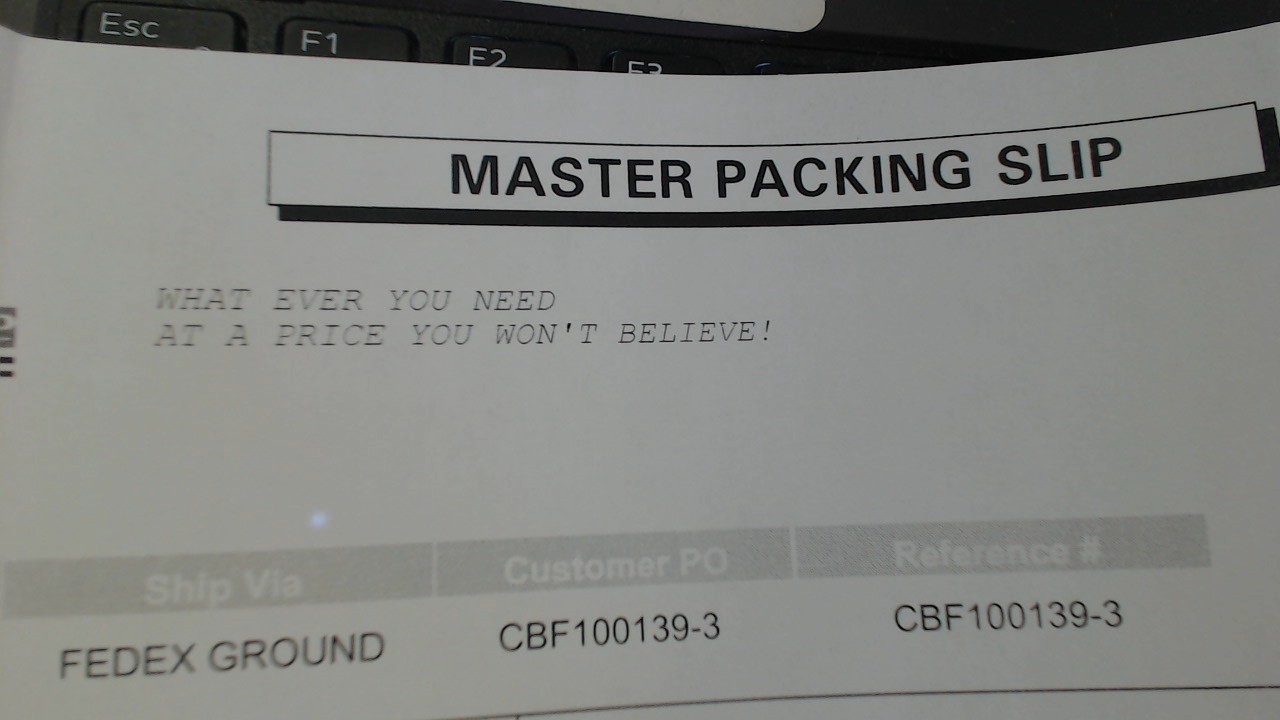 Esc
F1
F2
F3
MASTER PACKING SLIP
WHAT EVER YOU NEED
AT A PRICE YOU WON'T BELIEVE!
Ship Via Customer PO Reference #
FEDEX GROUND CBF100139-3 CBF100139-3